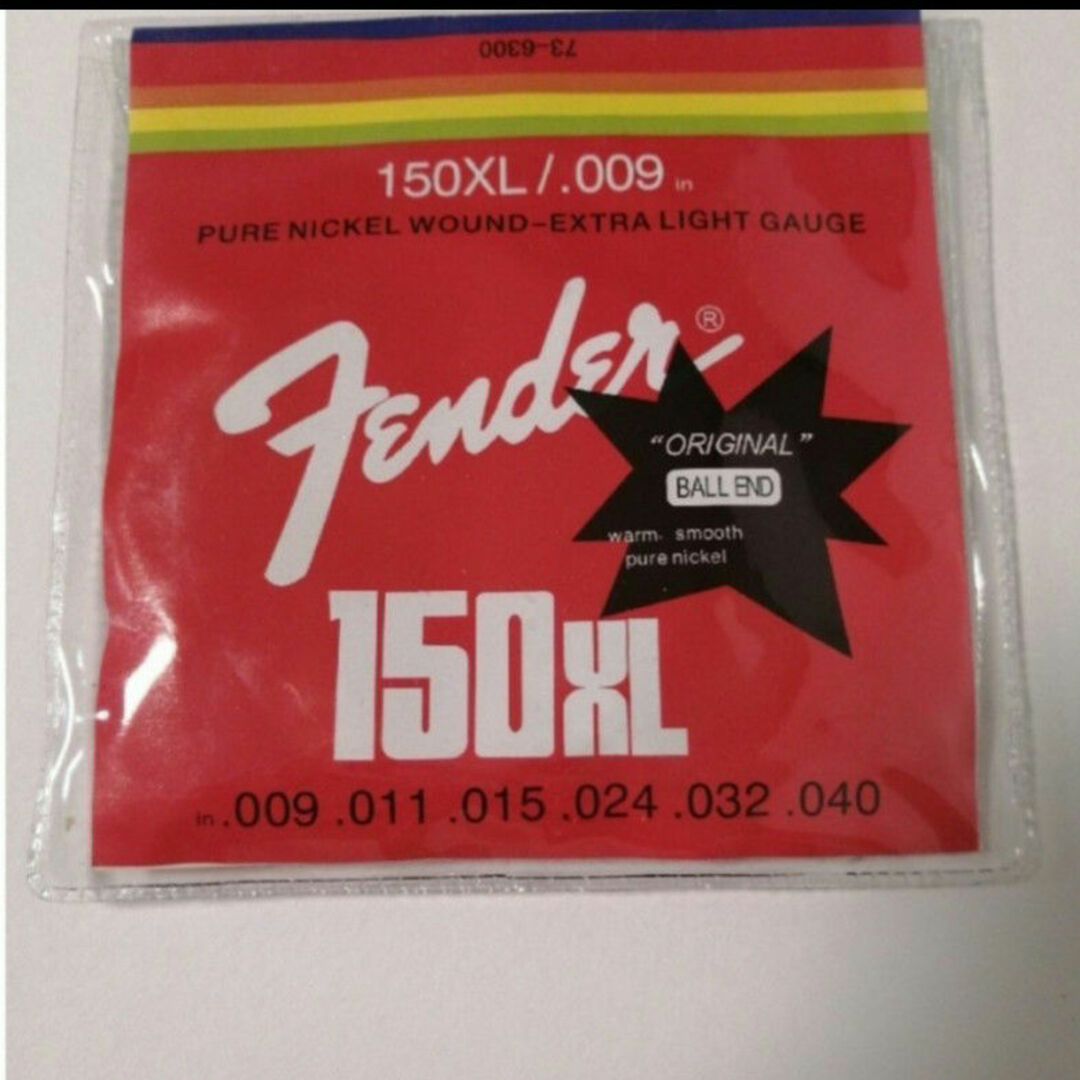 73-6300
150XL/.009 in
PURE NICKEL WOUND-EXTRA LIGHT GAUGE
Fender®
"ORIGINAL"
BALL END
warm- smooth
pure nickel
150XL
in .009 .011 .015 .024 .032 .040